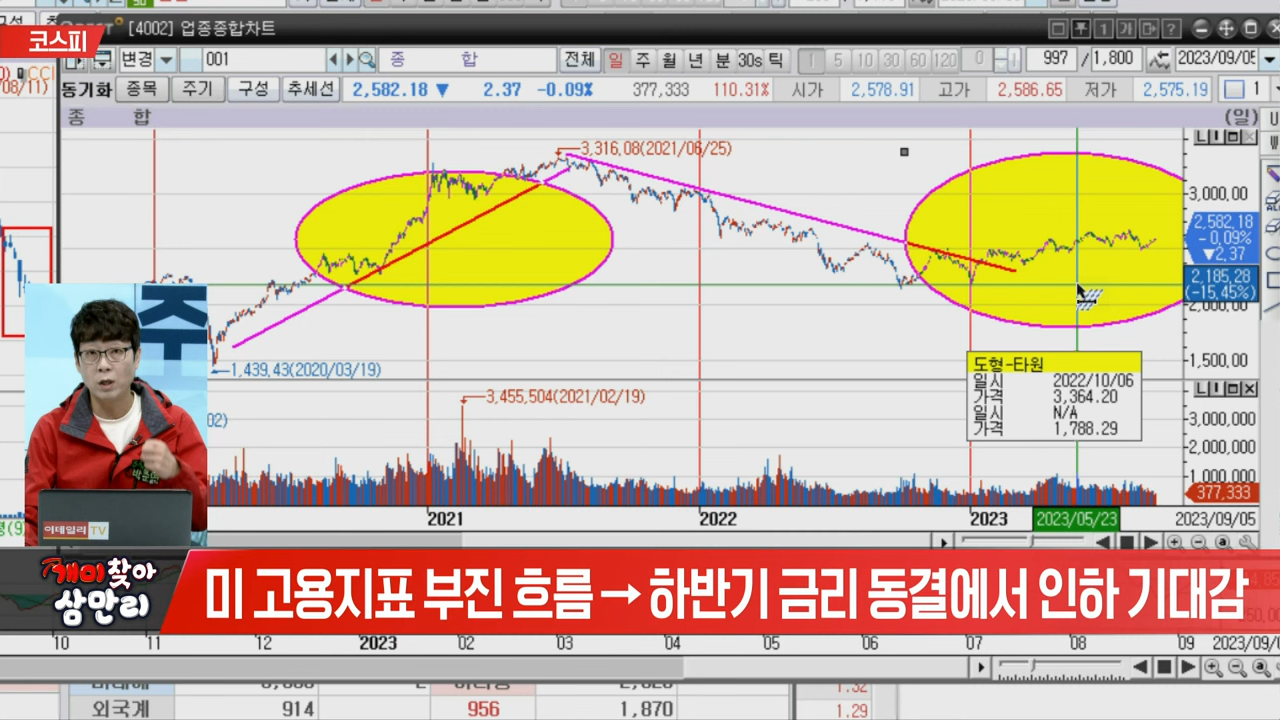 [4002] 업종종합차트
코스피
변경
001
종 합
전체 일 주 월 년 분 30s 틱
5 10 30 60 120
0
997 /1,800
2023/09/05
동기화 종목 주기 구성 추세선
2,582.18 ▼ 2.37 -0.09% 377,333 110.31% 시가 2,578.91 고가 2,586.65 저가 2,575.19
1
08/11)
종 합
(일)
3,316,08(2021/06/25)
3,000,00
2,582,18
- 0,09%
▼2,37
2,185,28
(-15,45%)
2,000,00
1,500,00
1,439,43(2020/03/19)
주
도형-타원
일시 2022/10/06
가격 3,364.20
일시 N/A
가격 1,788.29
3,455,504(2021/02/19)
02)
3,000,000
2,000,000
1,000,000
377,333
2021 2022 2023 2023/05/23 2023/09/05
이데일리TV
개미찾아
삼만리
미 고용지표 부진 흐름→하반기 금리 동결에서 인하 기대감
10 11 12 2023 02 03 04 05 06 07 08 09
외국계 914 956 1,870
1.32
1.29